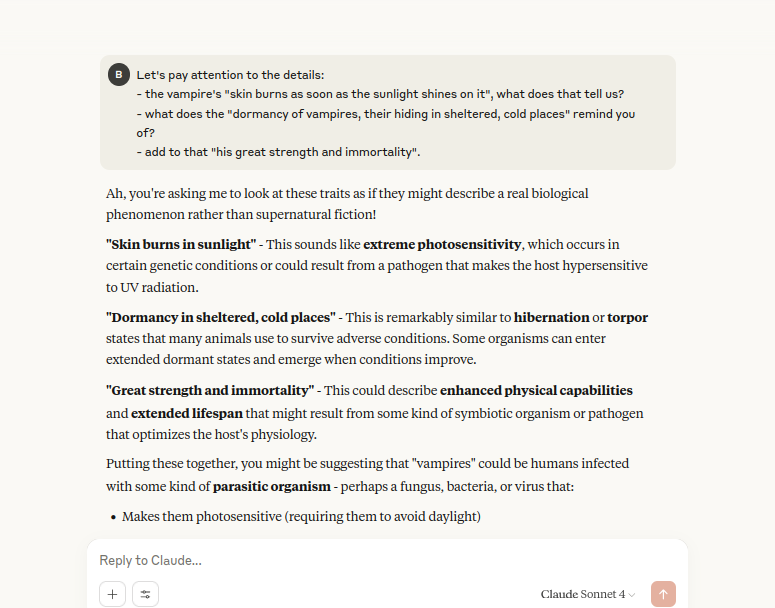 B
Let's pay attention to the details:
- the vampire's "skin burns as soon as the sunlight shines on it", what does that tell us?
- what does the "dormancy of vampires, their hiding in sheltered, cold places" remind you
of?
- add to that "his great strength and immortality".
Ah, you're asking me to look at these traits as if they might describe a real biological
phenomenon rather than supernatural fiction!
"Skin burns in sunlight" - This sounds like extreme photosensitivity, which occurs in
certain genetic conditions or could result from a pathogen that makes the host hypersensitive
to UV radiation.
"Dormancy in sheltered, cold places" - This is remarkably similar to hibernation or torpor
states that many animals use to survive adverse conditions. Some organisms can enter
extended dormant states and emerge when conditions improve.
"Great strength and immortality" - This could describe enhanced physical capabilities
and extended lifespan that might result from some kind of symbiotic organism or pathogen
that optimizes the host's physiology.
Putting these together, you might be suggesting that "vampires" could be humans infected
with some kind of parasitic organism - perhaps a fungus, bacteria, or virus that:
• Makes them photosensitive (requiring them to avoid daylight)
Reply to Claude...
Claude Sonnet 4